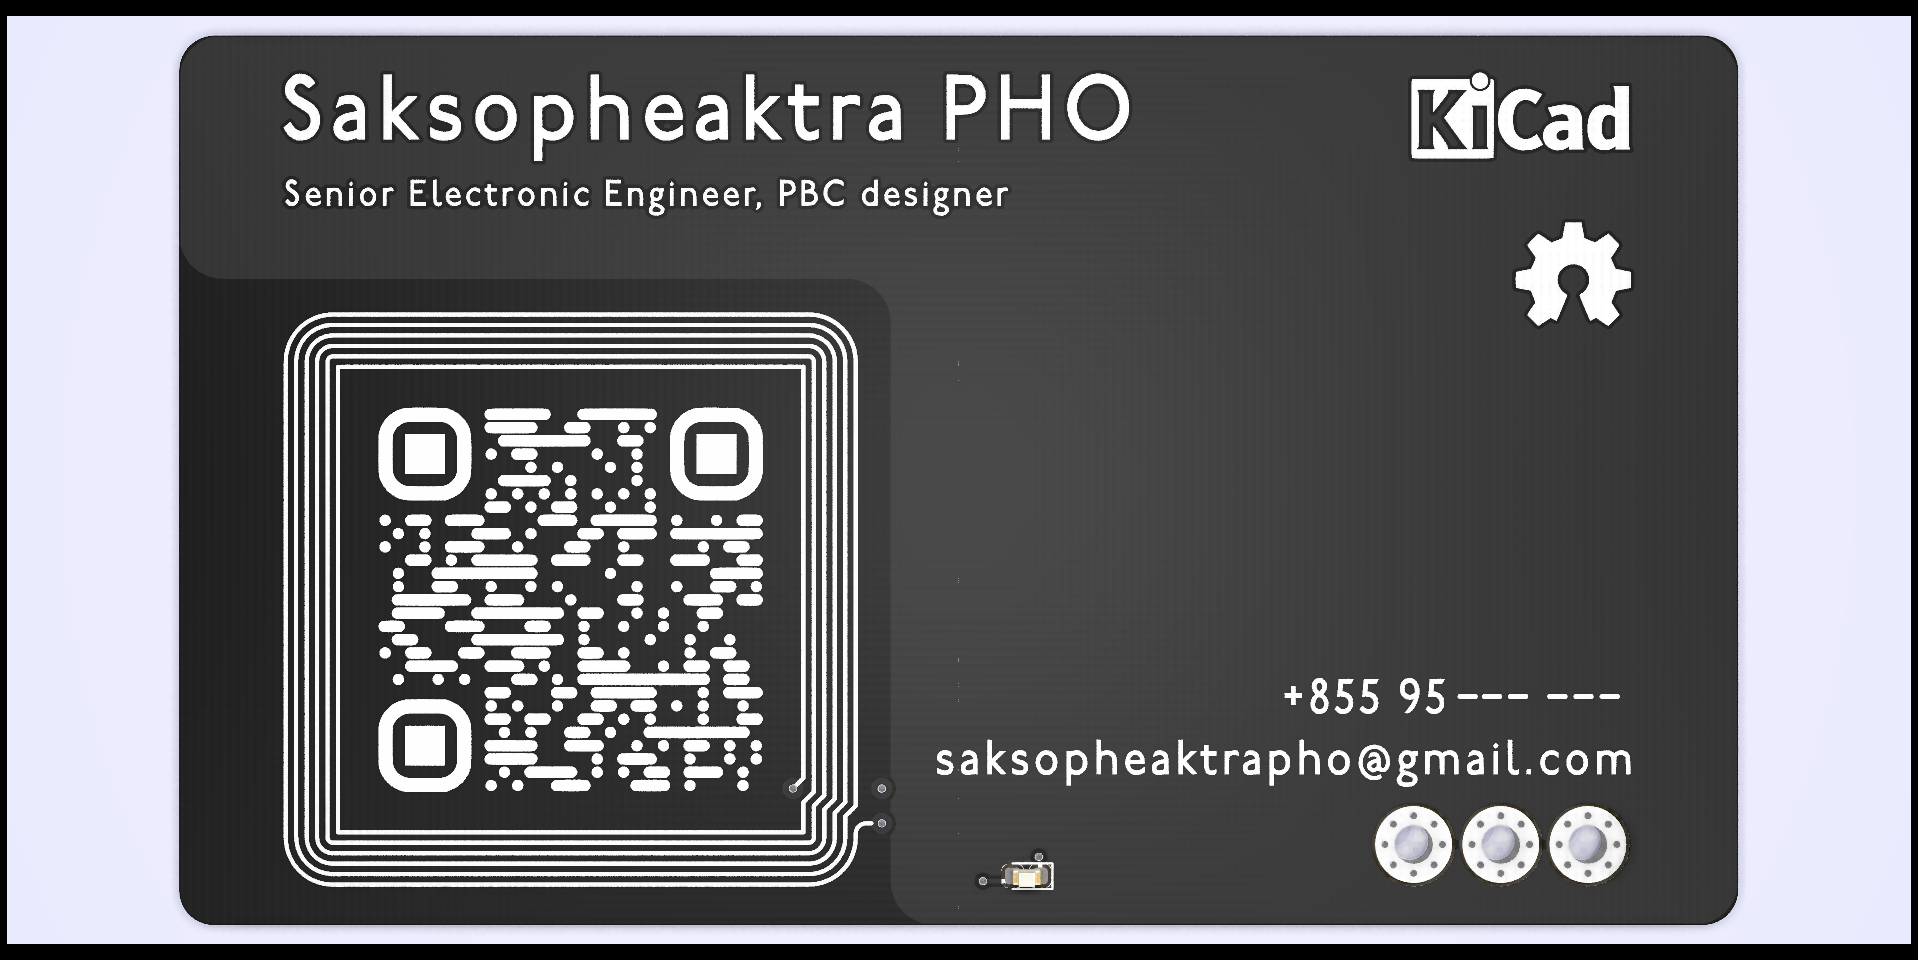 Saksopheaktra PHO
KiCad
Senior Electronic Engineer, PBC designer
+855 95--- ---
saksopheaktrapho@gmail.com